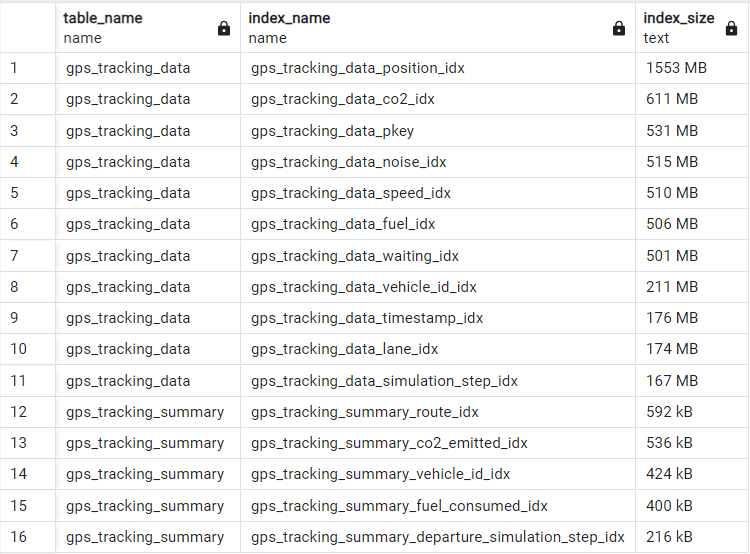 table_name index_name index_size
name name text
1 gps_tracking_data gps_tracking_data_position_idx 1553 MB
2 gps_tracking_data gps_tracking_data_co2_idx 611 MB
3 gps_tracking_data gps_tracking_data_pkey 531 MB
4 gps_tracking_data gps_tracking_data_noise_idx 515 MB
5 gps_tracking_data gps_tracking_data_speed_idx 510 MB
6 gps_tracking_data gps_tracking_data_fuel_idx 506 MB
7 gps_tracking_data gps_tracking_data_waiting_idx 501 MB
8 gps_tracking_data gps_tracking_data_vehicle_id_idx 211 MB
9 gps_tracking_data gps_tracking_data_timestamp_idx 176 MB
10 gps_tracking_data gps_tracking_data_lane_idx 174 MB
11 gps_tracking_data gps_tracking_data_simulation_step_idx 167 MB
12 gps_tracking_summary gps_tracking_summary_route_idx 592 kB
13 gps_tracking_summary gps_tracking_summary_co2_emitted_idx 536 kB
14 gps_tracking_summary gps_tracking_summary_vehicle_id_idx 424 kB
15 gps_tracking_summary gps_tracking_summary_fuel_consumed_idx 400 kB
16 gps_tracking_summary gps_tracking_summary_departure_simulation_step_idx 216 kB